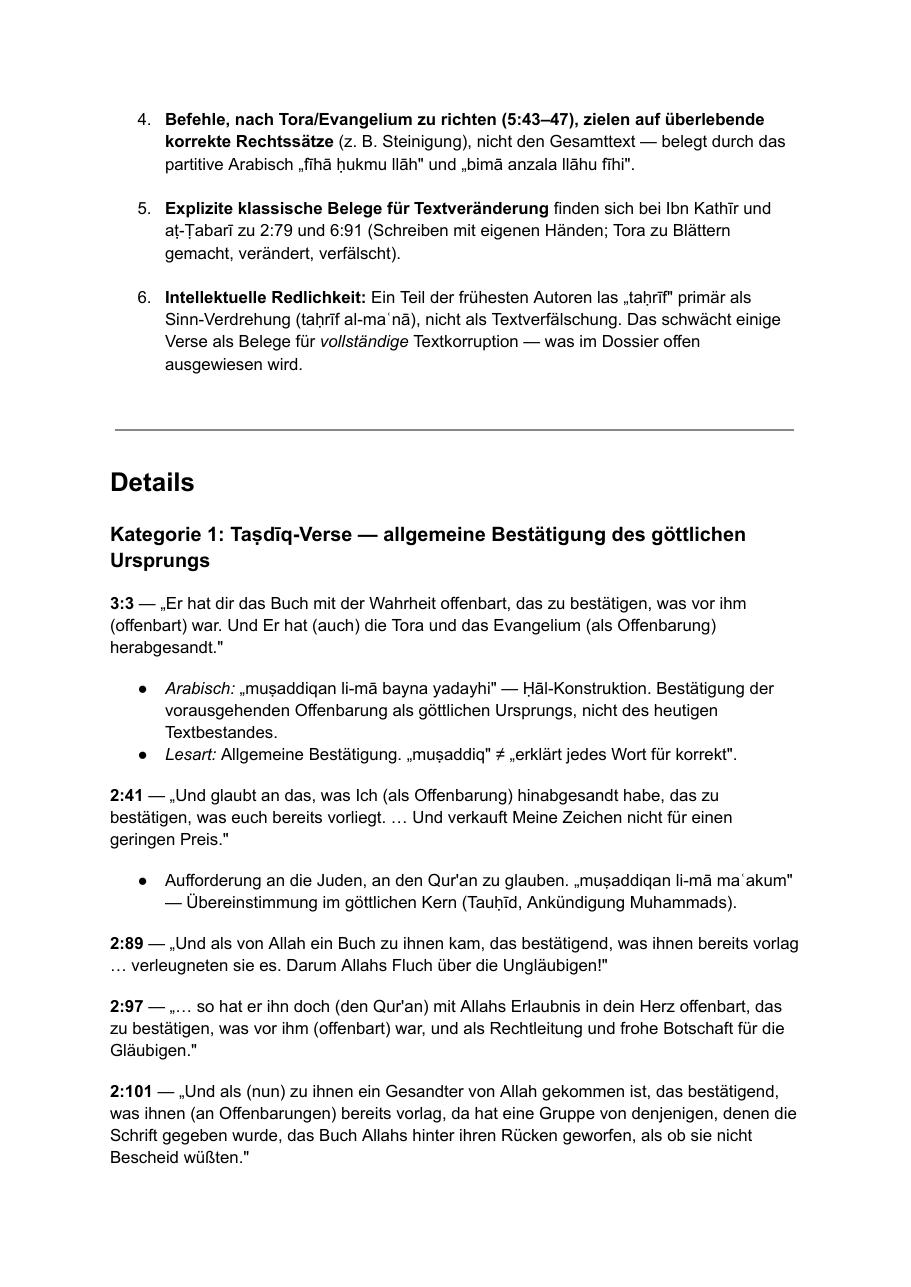 4. Befehle, nach Tora/Evangelium zu richten (5:43–47), zielen auf überlebende
korrekte Rechtssätze (z. B. Steinigung), nicht den Gesamttext — belegt durch das
partitive Arabisch „fīhā ḥukmu llāh" und „bimā anzala llāhu fīhi".
5. Explizite klassische Belege für Textveränderung finden sich bei Ibn Kathīr und
aṭ-Ṭabarī zu 2:79 und 6:91 (Schreiben mit eigenen Händen; Tora zu Blättern
gemacht, verändert, verfälscht).
6. Intellektuelle Redlichkeit: Ein Teil der frühesten Autoren las „taḥrīf" primär als
Sinn-Verdrehung (taḥrīf al-maʿnā), nicht als Textverfälschung. Das schwächt einige
Verse als Belege für vollständige Textkorruption — was im Dossier offen
ausgewiesen wird.
Details
Kategorie 1: Taṣdīq-Verse — allgemeine Bestätigung des göttlichen
Ursprungs
3:3 — „Er hat dir das Buch mit der Wahrheit offenbart, das zu bestätigen, was vor ihm
(offenbart) war. Und Er hat (auch) die Tora und das Evangelium (als Offenbarung)
herabgesandt."
● Arabisch: „muṣaddiqan li-mā bayna yadayhi" — Ḥāl-Konstruktion. Bestätigung der
vorausgehenden Offenbarung als göttlichen Ursprungs, nicht des heutigen
Textbestandes.
● Lesart: Allgemeine Bestätigung. „muṣaddiq" ≠ „erklärt jedes Wort für korrekt".
2:41 — „Und glaubt an das, was Ich (als Offenbarung) hinabgesandt habe, das zu
bestätigen, was euch bereits vorliegt. … Und verkauft Meine Zeichen nicht für einen
geringen Preis."
● Aufforderung an die Juden, an den Qur'an zu glauben. „muṣaddiqan li-mā maʿakum"
— Übereinstimmung im göttlichen Kern (Tauḥīd, Ankündigung Muhammads).
2:89 — „Und als von Allah ein Buch zu ihnen kam, das bestätigend, was ihnen bereits vorlag
… verleugneten sie es. Darum Allahs Fluch über die Ungläubigen!"
2:97 — „… so hat er ihn doch (den Qur'an) mit Allahs Erlaubnis in dein Herz offenbart, das
zu bestätigen, was vor ihm (offenbart) war, und als Rechtleitung und frohe Botschaft für die
Gläubigen."
2:101 — „Und als (nun) zu ihnen ein Gesandter von Allah gekommen ist, das bestätigend,
was ihnen (an Offenbarungen) bereits vorlag, da hat eine Gruppe von denjenigen, denen die
Schrift gegeben wurde, das Buch Allahs hinter ihren Rücken geworfen, als ob sie nicht
Bescheid wüßten."